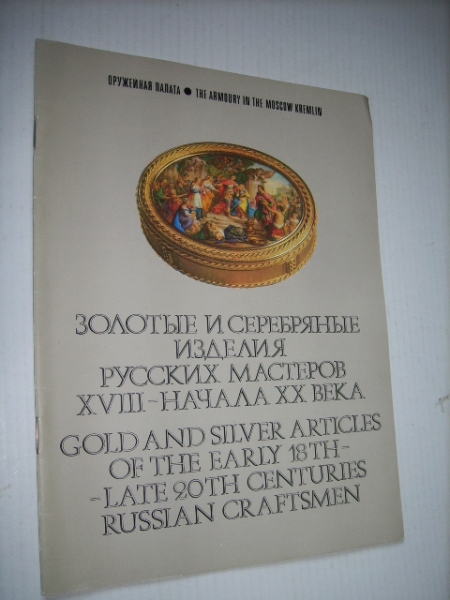 ОРУЖЕЙНАЯ ПАЛАТА ● THE ARMOURY IN THE MOSCOW KREMLIN
ЗОЛОТЫЕ И СЕРЕБРЯНЫЕ
ИЗДЕЛИЯ
РУССКИХ МАСТЕРОВ
XVIII–НАЧАЛА XX ВЕКА
GOLD AND SILVER ARTICLES
OF THE EARLY 18TH–
–LATE 20TH CENTURIES
RUSSIAN CRAFTSMEN